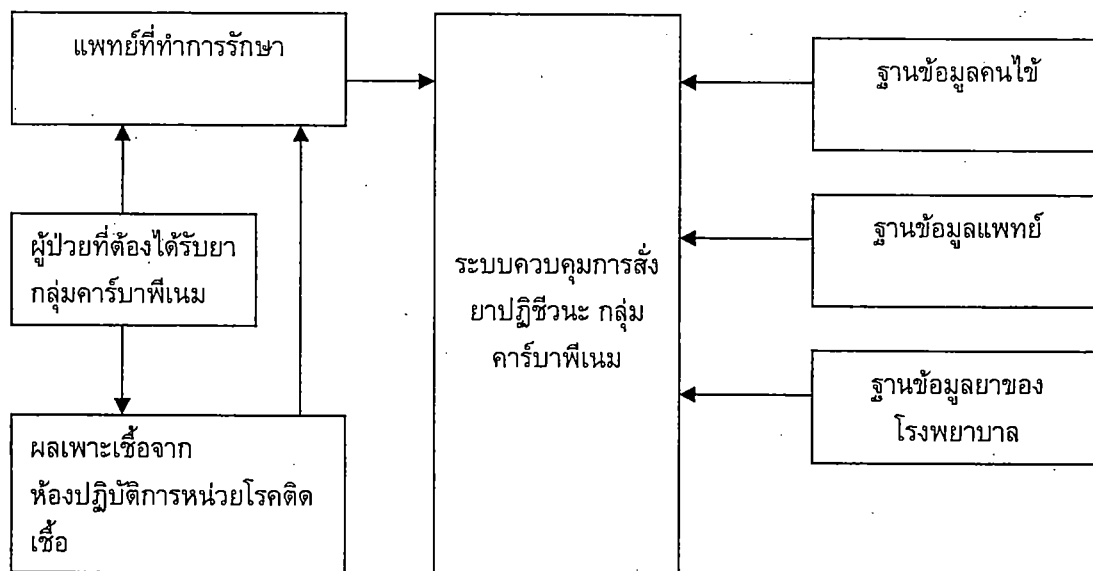 แพทย์ที่ทำการรักษา
ผู้ป่วยที่ต้องได้รับยา
กลุ่มคาร์บาพีเนม
ผลเพาะเชื้อจาก
ห้องปฏิบัติการหน่วยโรคติด
เชื้อ
ระบบควบคุมการสั่ง
ยาปฏิชีวนะ กลุ่ม
คาร์บาพีเนม
ฐานข้อมูลคนไข้
ฐานข้อมูลแพทย์
ฐานข้อมูลยาของ
โรงพยาบาล